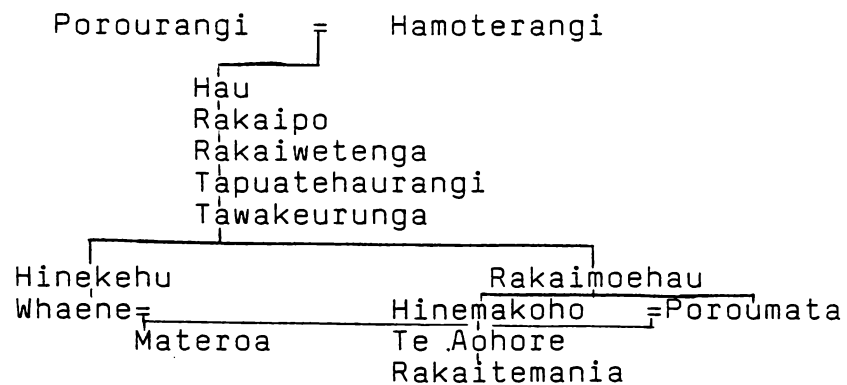 Porourangi = Hamoterangi
Hau
Rakaipo
Rakaiwetenga
Tapuatehaurangi
Tawakeurunga
Hinekehu Rakaimoehau
Whaene= Hinemakoho =Poroumata
Materoa Te Aohore
Rakaitemania